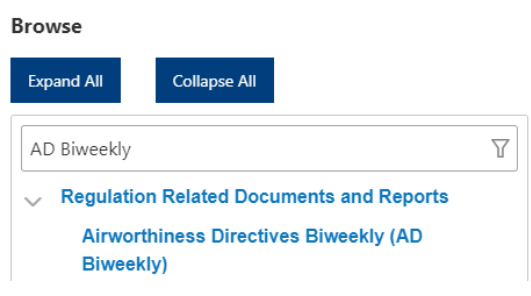 Browse
Expand All Collapse All
AD Biweekly
Regulation Related Documents and Reports
Airworthiness Directives Biweekly (AD
Biweekly)